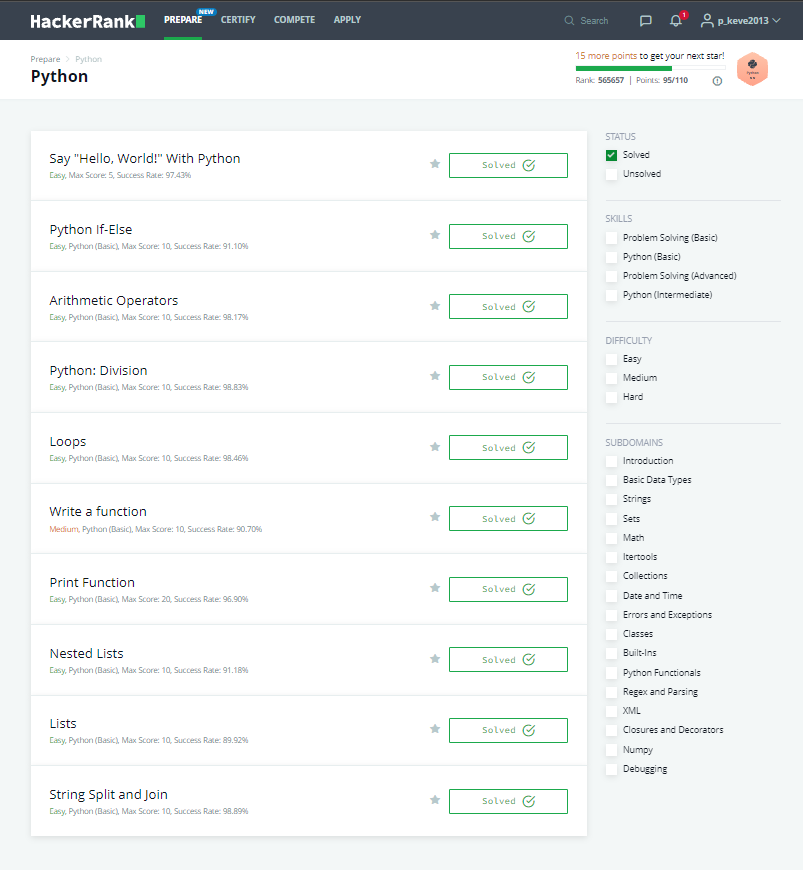 HackerRank
PREPARE NEW CERTIFY COMPETE APPLY
Search
1
p_keve2013
Prepare > Python
Python
15 more points to get your next star!
Rank: 565657 | Points: 95/110
Python
Say "Hello, World!" With Python
Easy, Max Score: 5, Success Rate: 97.43%
Solved
Python If-Else
Easy, Python (Basic), Max Score: 10, Success Rate: 91.10%
Solved
Arithmetic Operators
Easy, Python (Basic), Max Score: 10, Success Rate: 98.17%
Solved
Python: Division
Easy, Python (Basic), Max Score: 10, Success Rate: 98.83%
Solved
Loops
Easy, Python (Basic), Max Score: 10, Success Rate: 98.46%
Solved
Write a function
Medium, Python (Basic), Max Score: 10, Success Rate: 90.70%
Solved
Print Function
Easy, Python (Basic), Max Score: 20, Success Rate: 96.90%
Solved
Nested Lists
Easy, Python (Basic), Max Score: 10, Success Rate: 91.18%
Solved
Lists
Easy, Python (Basic), Max Score: 10, Success Rate: 89.92%
Solved
String Split and Join
Easy, Python (Basic), Max Score: 10, Success Rate: 98.89%
Solved
STATUS
Solved
Unsolved
SKILLS
Problem Solving (Basic)
Python (Basic)
Problem Solving (Advanced)
Python (Intermediate)
DIFFICULTY
Easy
Medium
Hard
SUBDOMAINS
Introduction
Basic Data Types
Strings
Sets
Math
Itertools
Collections
Date and Time
Errors and Exceptions
Classes
Built-Ins
Python Functionals
Regex and Parsing
XML
Closures and Decorators
Numpy
Debugging